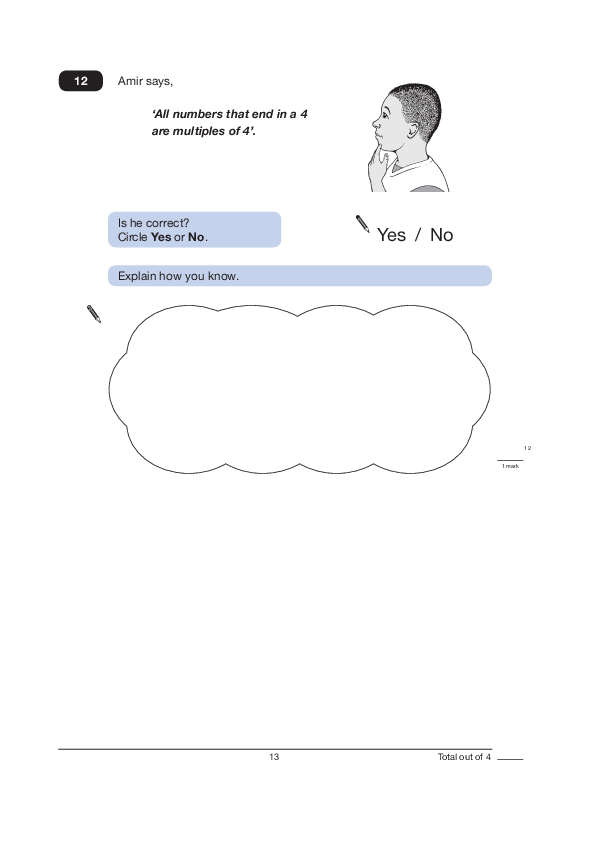 12
Amir says,
‘All numbers that end in a 4
are multiples of 4’.
Is he correct?
Circle Yes or No.
Yes / No
Explain how you know.
12
1 mark
13
Total out of 4